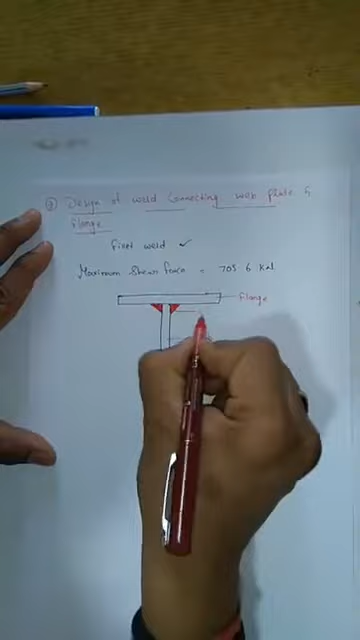 Design of weld Connecting web plate &
flange
Fillet weld ✓
Maximum Shear force = 705.6 KN
Flange